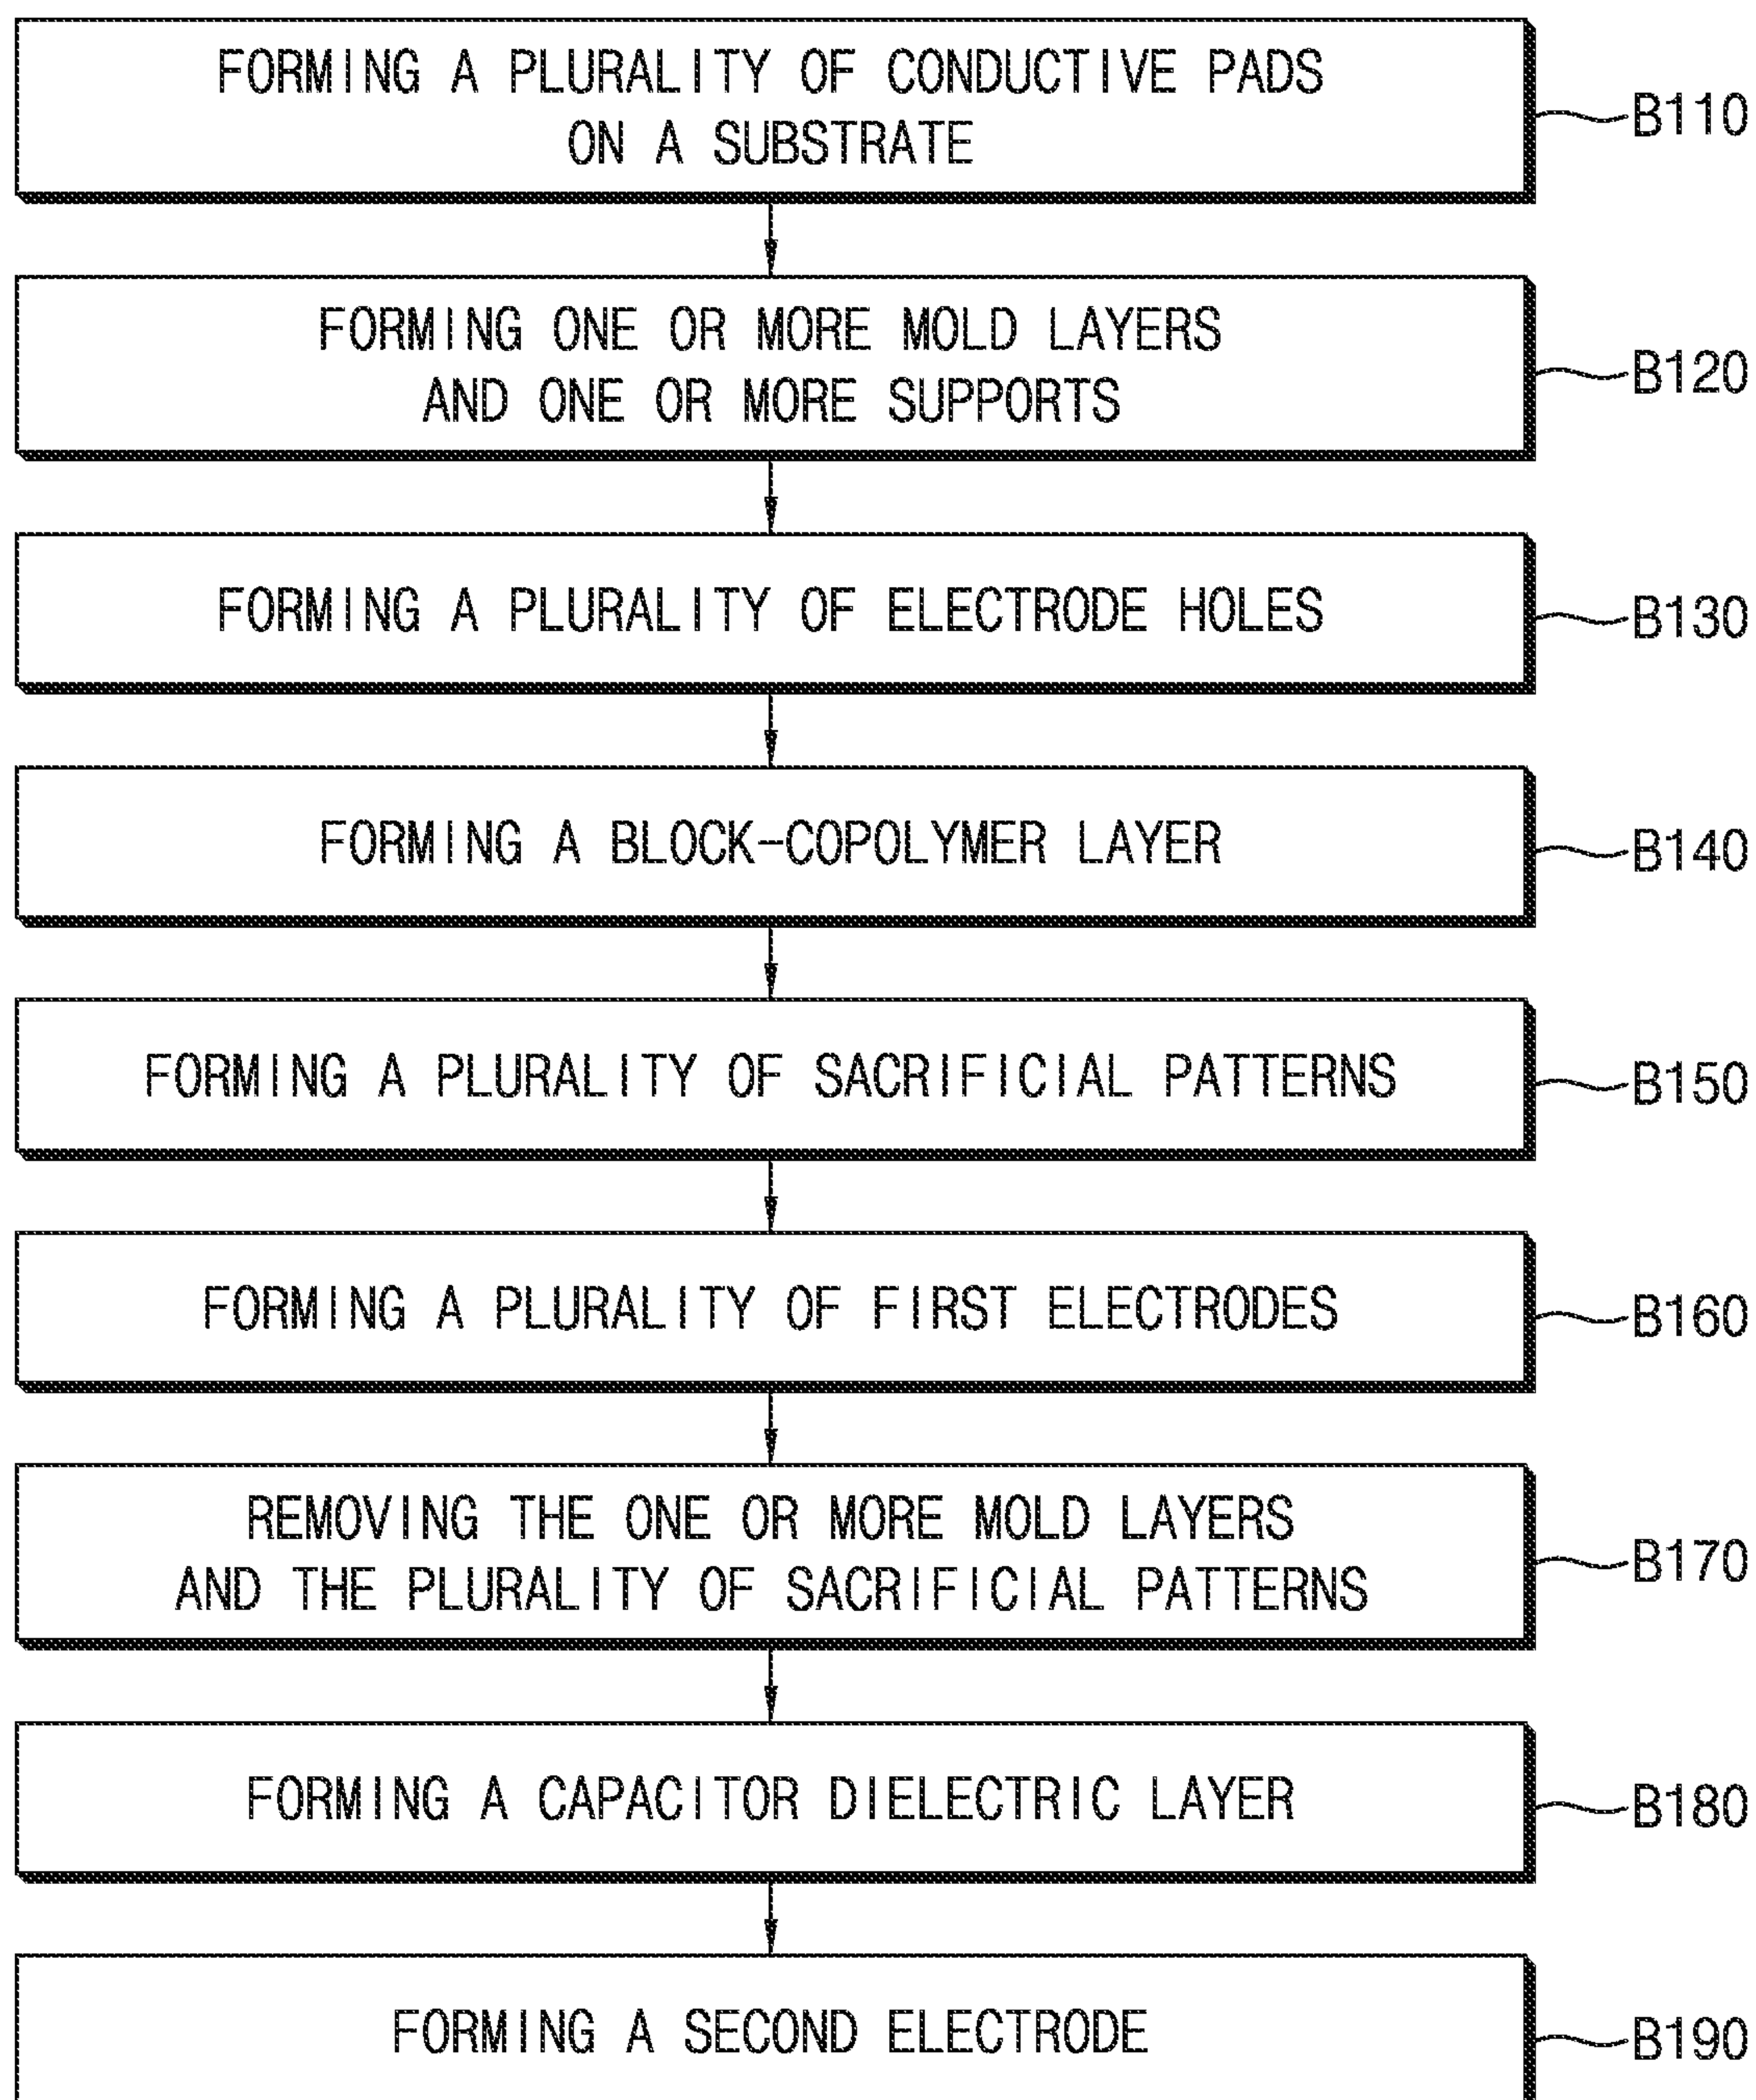 FORMING A PLURALITY OF CONDUCTIVE PADS
ON A SUBSTRATE
B110
FORMING ONE OR MORE MOLD LAYERS
AND ONE OR MORE SUPPORTS
B120
FORMING A PLURALITY OF ELECTRODE HOLES
B130
FORMING A BLOCK-COPOLYMER LAYER
B140
FORMING A PLURALITY OF SACRIFICIAL PATTERNS
B150
FORMING A PLURALITY OF FIRST ELECTRODES
B160
REMOVING THE ONE OR MORE MOLD LAYERS
AND THE PLURALITY OF SACRIFICIAL PATTERNS
B170
FORMING A CAPACITOR DIELECTRIC LAYER
B180
FORMING A SECOND ELECTRODE
B190